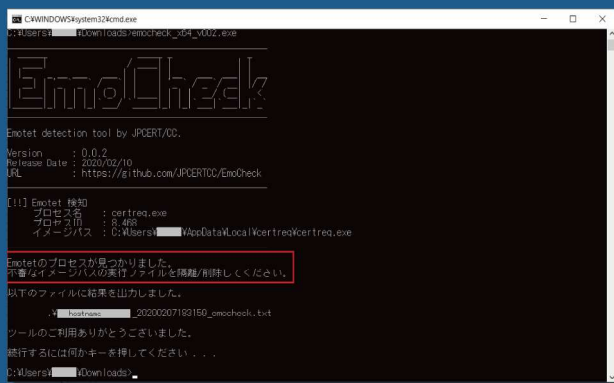 C:¥WINDOWS¥system32¥cmd.exe
C:¥Users¥ ¥Downloads>emocheck_x64_v002.exe
EmoCheck
Emotet detection tool by JPCERT/CC.
Version : 0.0.2
Release Date : 2020/02/10
URL : https://github.com/JPCERTCC/EmoCheck
[!!] Emotet 検知
プロセス名 : certreq.exe
プロセスID : 8,468
イメージパス : C:¥Users¥ ¥AppData¥Local¥certreq¥certreq.exe
Emotetのプロセスが見つかりました。
不審なイメージパスの実行ファイルを隔離/削除してください。
以下のファイルに結果を出力しました。
.¥ hostname _20200207193150_emocheck.txt
ツールのご利用ありがとうございました。
続行するには何かキーを押してください . . .
C:¥Users¥ ¥Downloads>